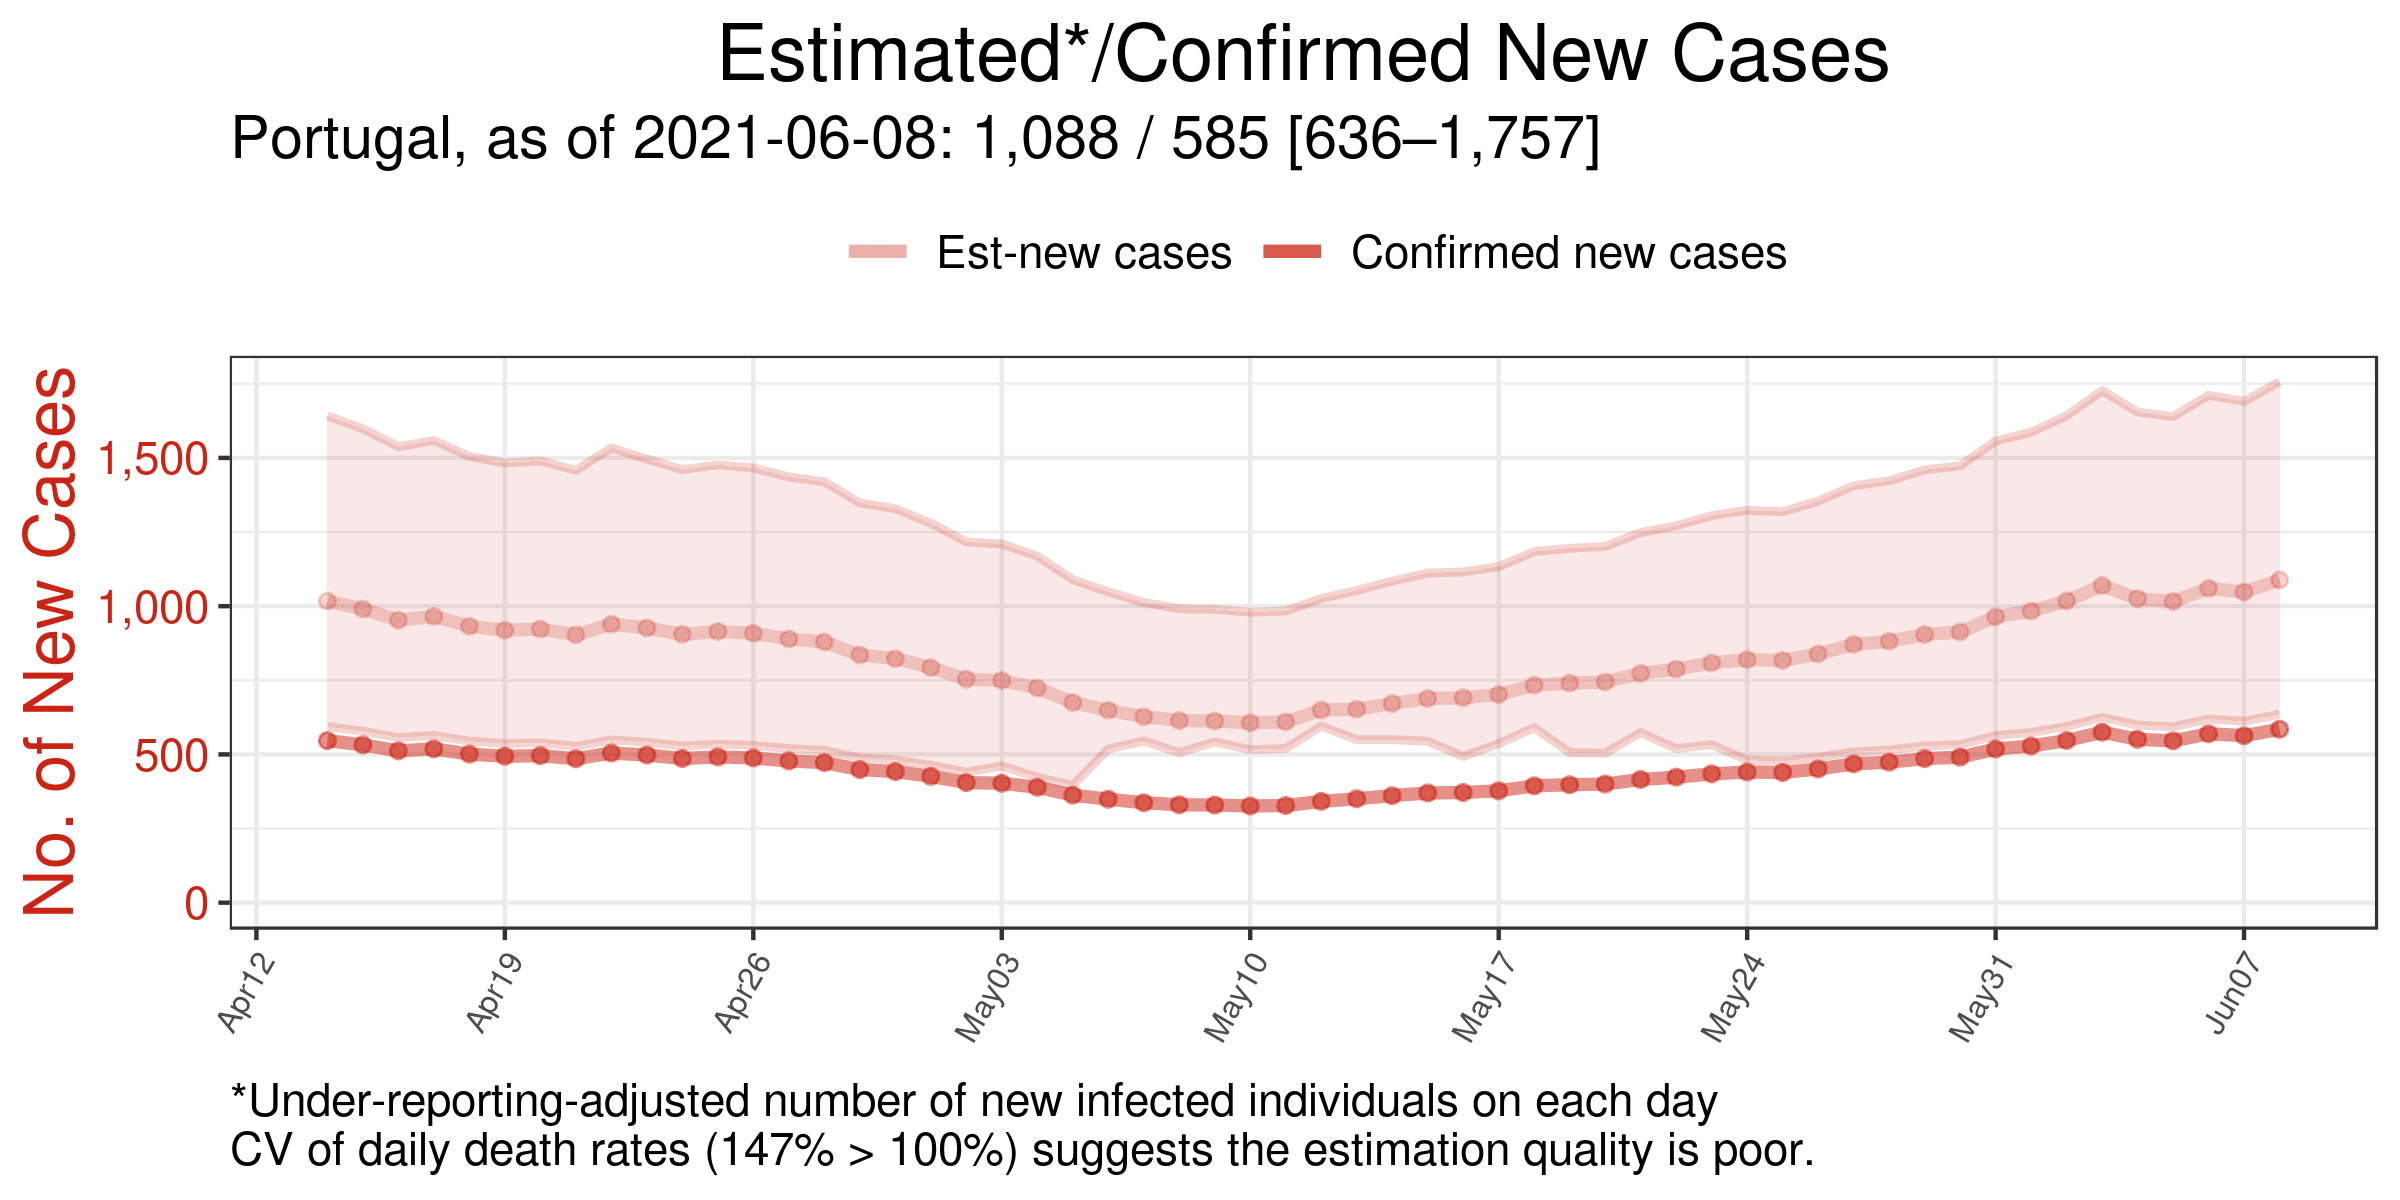 Estimated*/Confirmed New Cases
Portugal, as of 2021-06-08: 1,088 / 585 [636–1,757]
Est-new cases Confirmed new cases
No. of New Cases
1,500
1,000
500
0
Apr12 Apr19 Apr26 May03 May10 May17 May24 May31 Jun07
*Under-reporting-adjusted number of new infected individuals on each day
CV of daily death rates (147% > 100%) suggests the estimation quality is poor.